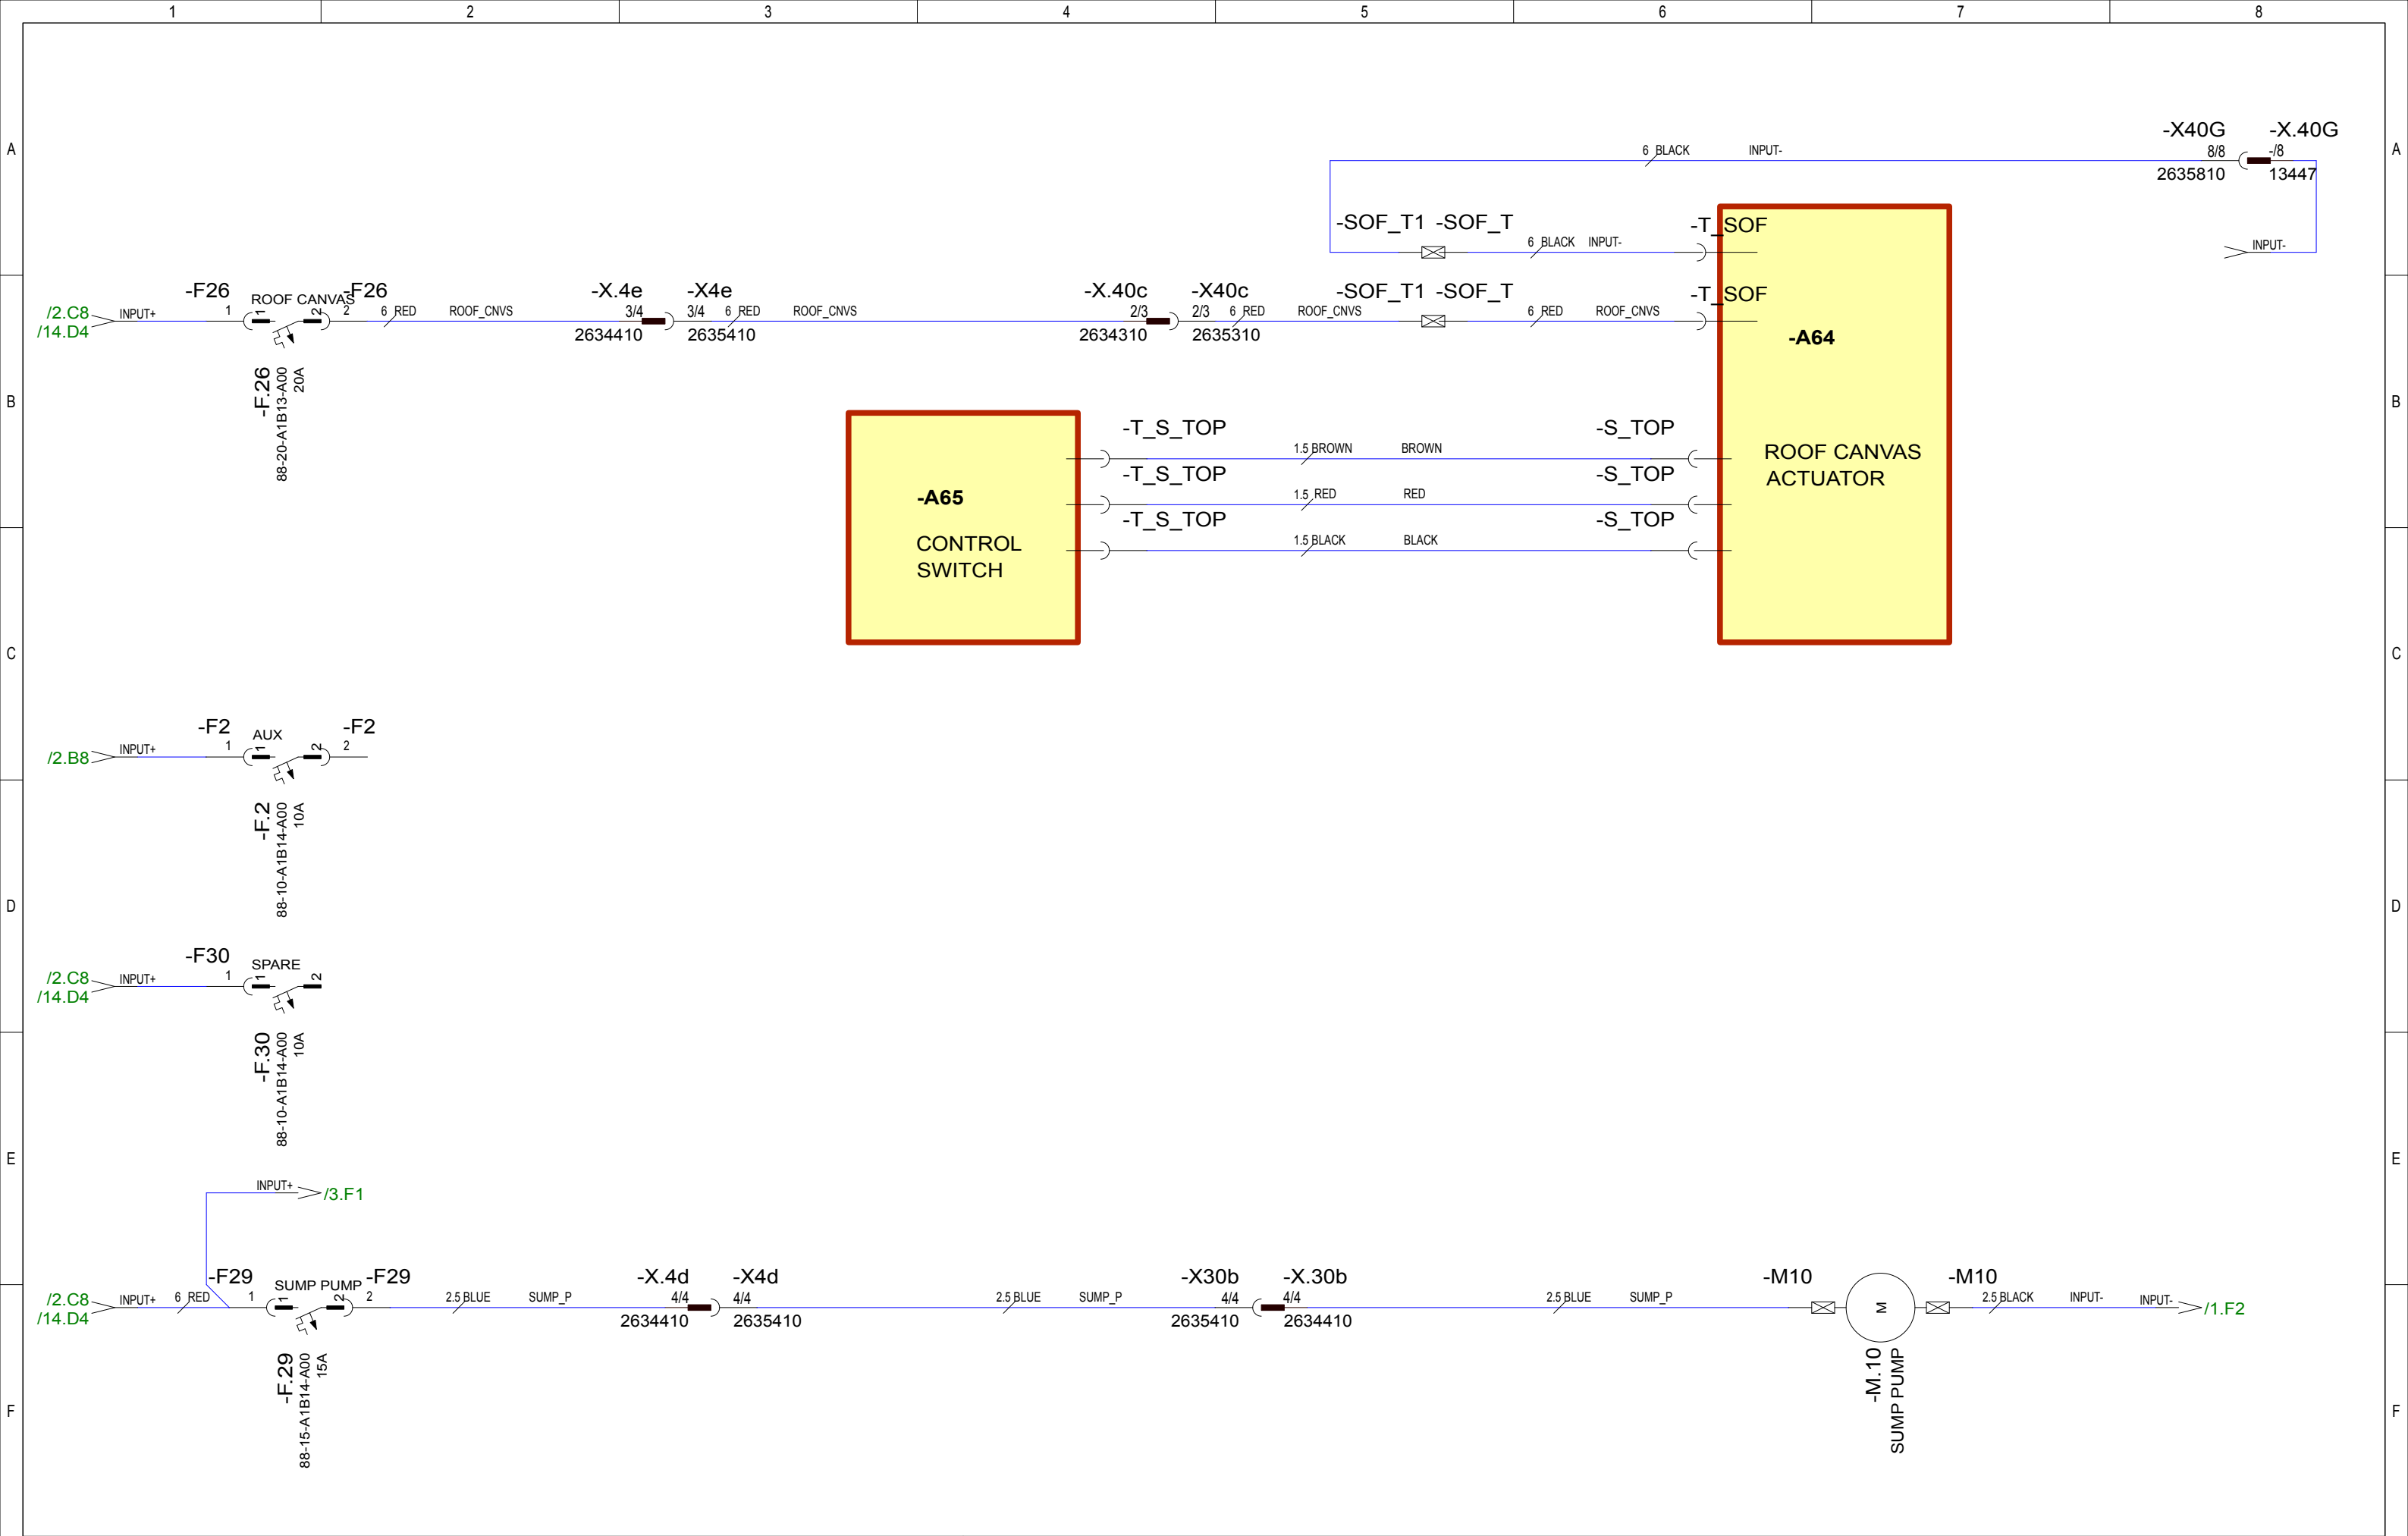 1 2 3 4 5 6 7 8
A A
-X40G -X.40G
6 BLACK INPUT- 8/8 -/8
2635810 13447
-SOF_T1 -SOF_T -T_SOF
6 BLACK INPUT-
INPUT-
-F26 ROOF CANVAS -F26 -X.4e -X4e -X.40c -X40c -SOF_T1 -SOF_T -T_SOF
/2.C8 INPUT+ 1 1 2 2 6 RED ROOF_CNVS 3/4 3/4 6 RED ROOF_CNVS 2/3 2/3 6 RED ROOF_CNVS 6 RED ROOF_CNVS
/14.D4 2634410 2635410 2634310 2635310
-A64
-F.26
88-20-A1B13-A00
20A
B B
-T_S_TOP 1.5 BROWN BROWN -S_TOP
ROOF CANVAS
ACTUATOR
-T_S_TOP 1.5 RED RED -S_TOP
-A65
-T_S_TOP 1.5 BLACK BLACK -S_TOP
CONTROL
SWITCH
C C
-F2 AUX -F2
/2.B8 INPUT+ 1 1 2 2
-F.2
88-10-A1B14-A00
10A
D D
-F30 SPARE
/2.C8 INPUT+ 1 1 2
/14.D4
-F.30
88-10-A1B14-A00
10A
E E
INPUT+ /3.F1
-F29 SUMP PUMP -F29 -X.4d -X4d -X30b -X.30b -M10 -M10
/2.C8 INPUT+ 6 RED 1 1 2 2 2.5 BLUE SUMP_P 4/4 4/4 2.5 BLUE SUMP_P 4/4 4/4 2.5 BLUE SUMP_P M 2.5 BLACK INPUT- INPUT- /1.F2
/14.D4 2634410 2635410 2635410 2634410
-F.29
88-15-A1B14-A00
15A
-M.10
SUMP PUMP
F F